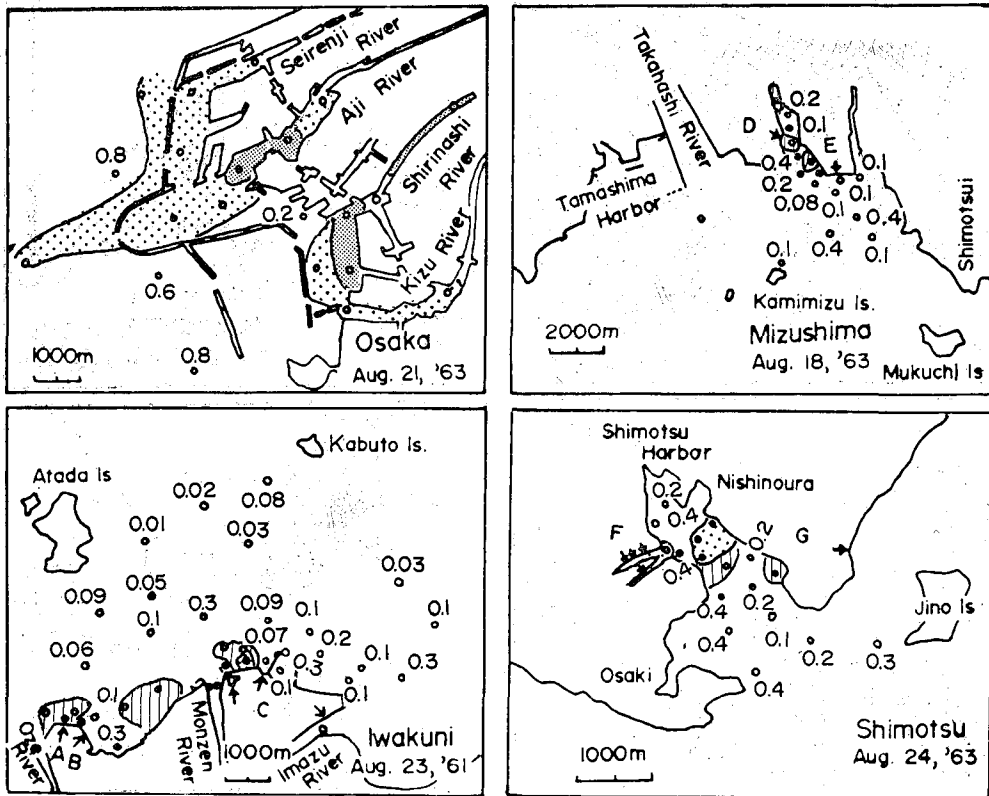 Seirenji River
Aji River
Shirinashi River
Kizu River
0.8
0.2
0.6
0.8
1000m
Osaka
Aug. 21, '63
Takahashi River
Tamashima
Harbor
D
E
0.2
0.1
0.4
0.1
0.2
0.08
0.1
0.4
0.4
0.1
0.1
Shimotsui
Kamimizu Is.
2000m
Mizushima
Aug. 18, '63
Mukuchi Is
Kabuto Is.
Atada Is
0.02
0.08
0.01
0.03
0.03
0.05
0.09
0.3
0.09
0.1
0.1
0.1
0.2
0.07
0.06
0.3
0.1
0.3
0.1
0.1
0.1
0.3
A
B
C
River
Monzen
River
1000m
Imazu
River
Iwakuni
Aug. 23, '61
Shimotsu
Harbor
Nishinoura
0.2
0.4
F
0.2
G
0.4
0.4
0.2
Jino Is
0.4
0.1
0.2
0.3
Osaki
0.4
1000m
Shimotsu
Aug. 24, '63